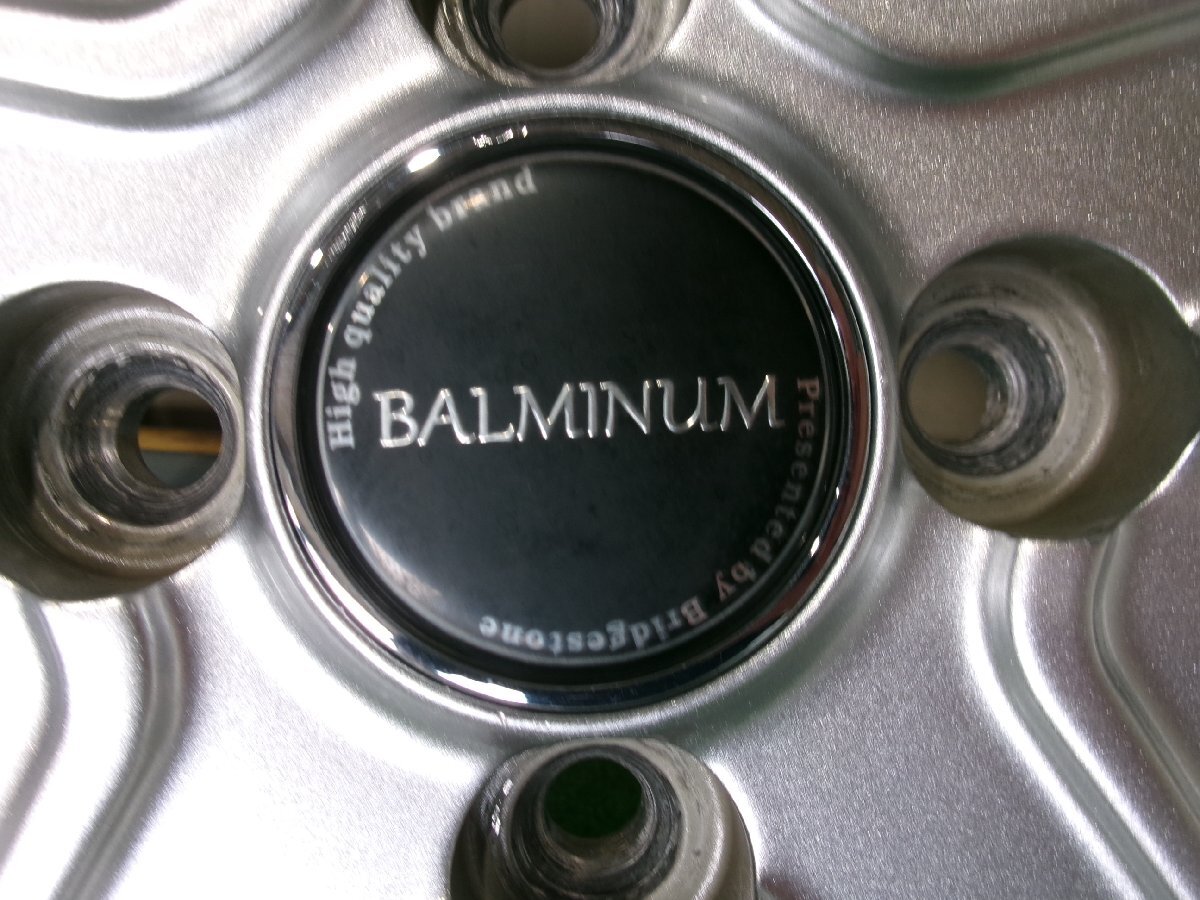 High quality brand
BALMINUM
Presented by Bridgestone